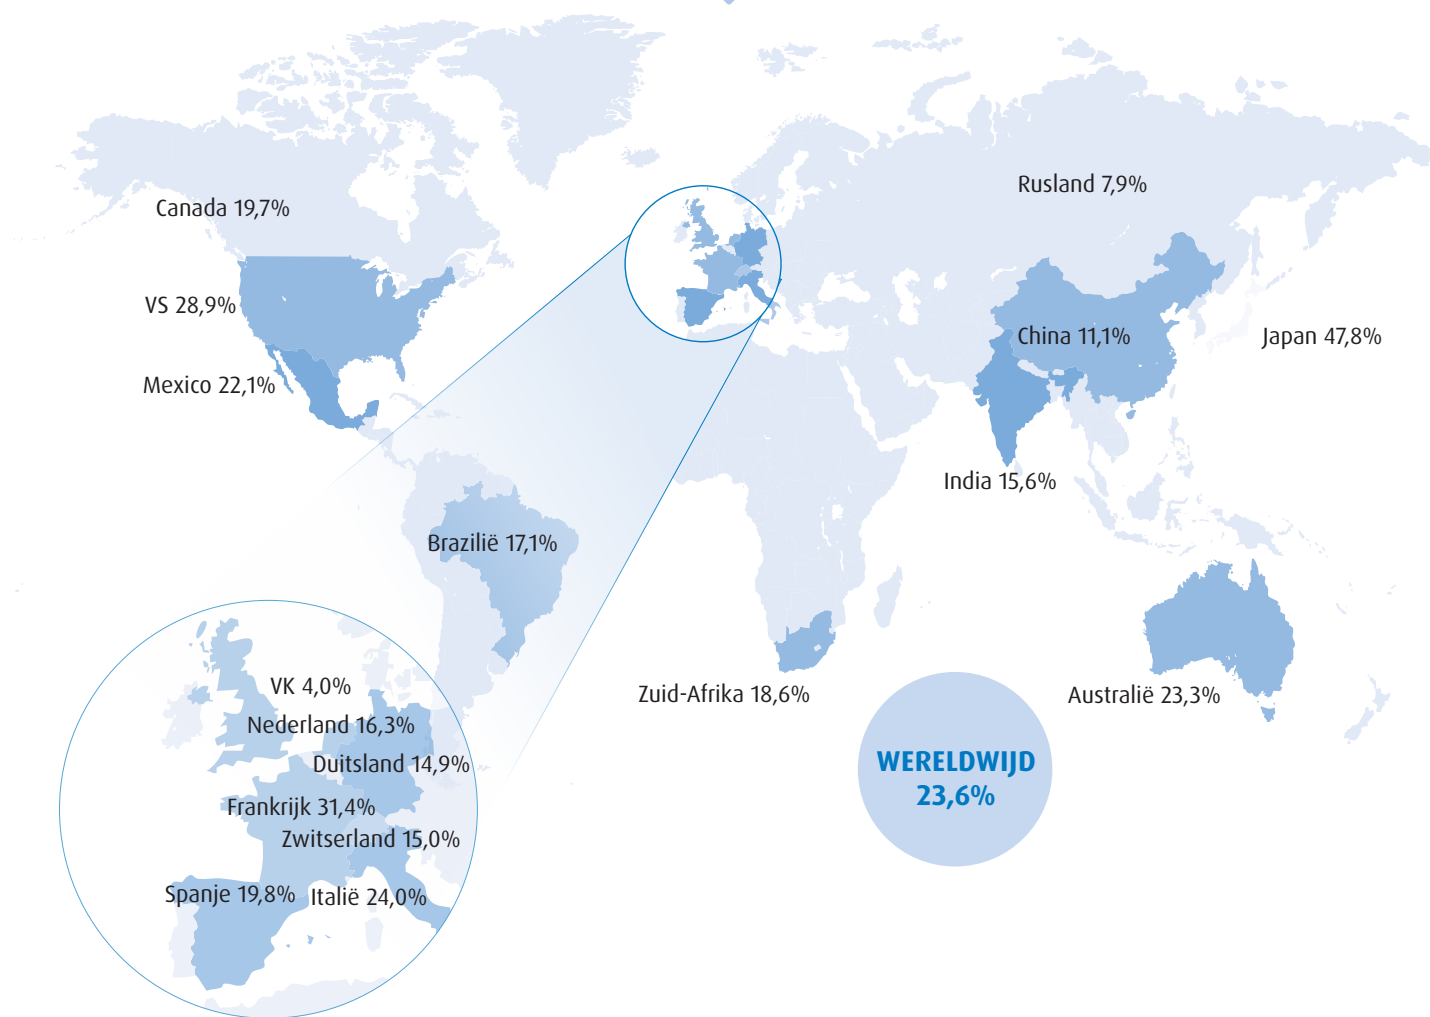 Rusland 7,9%
Canada 19,7%
VS 28,9%
China 11,1%
Japan 47,8%
Mexico 22,1%
India 15,6%
Brazilië 17,1%
Zuid-Afrika 18,6%
Australië 23,3%
VK 4,0%
Nederland 16,3%
Duitsland 14,9%
Frankrijk 31,4%
Zwitserland 15,0%
Spanje 19,8%
Italië 24,0%
WERELDWIJD
23,6%